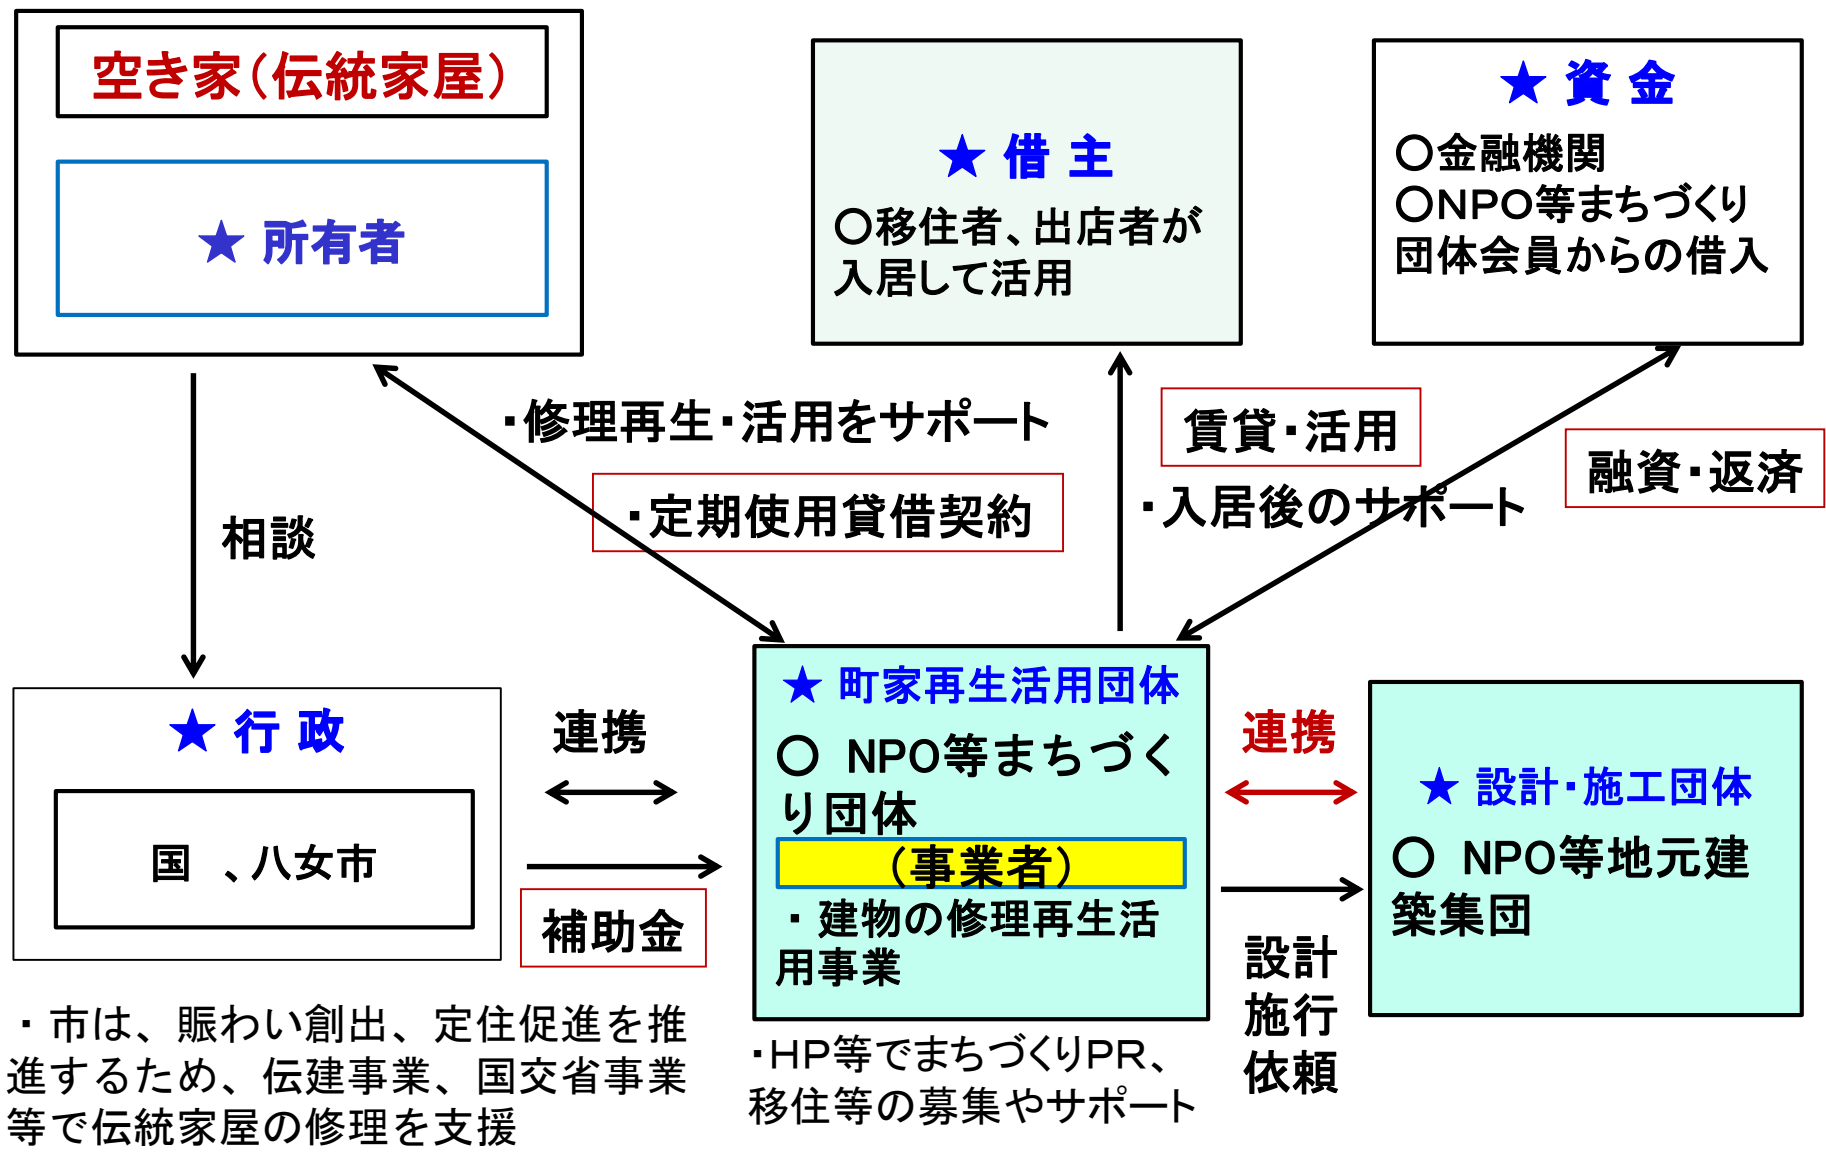 空き家（伝統家屋）
★ 所有者
★ 借 主
〇移住者、出店者が
入居して活用
★ 資 金
〇金融機関
〇ＮＰＯ等まちづくり
団体会員からの借入
・修理再生・活用をサポート
・定期使用貸借契約
賃貸・活用
・入居後のサポート
融資・返済
相談
★ 行 政
国　、八女市
連携
補助金
★ 町家再生活用団体
〇 NPO等まちづく
り団体
（事業者）
・ 建物の修理再生活
用事業
連携
設計
施行
依頼
★ 設計・施工団体
〇 NPO等地元建
築集団
・ 市は、賑わい創出、定住促進を推
進するため、伝建事業、国交省事業
等で伝統家屋の修理を支援
・ＨＰ等でまちづくりＰＲ、
移住等の募集やサポート